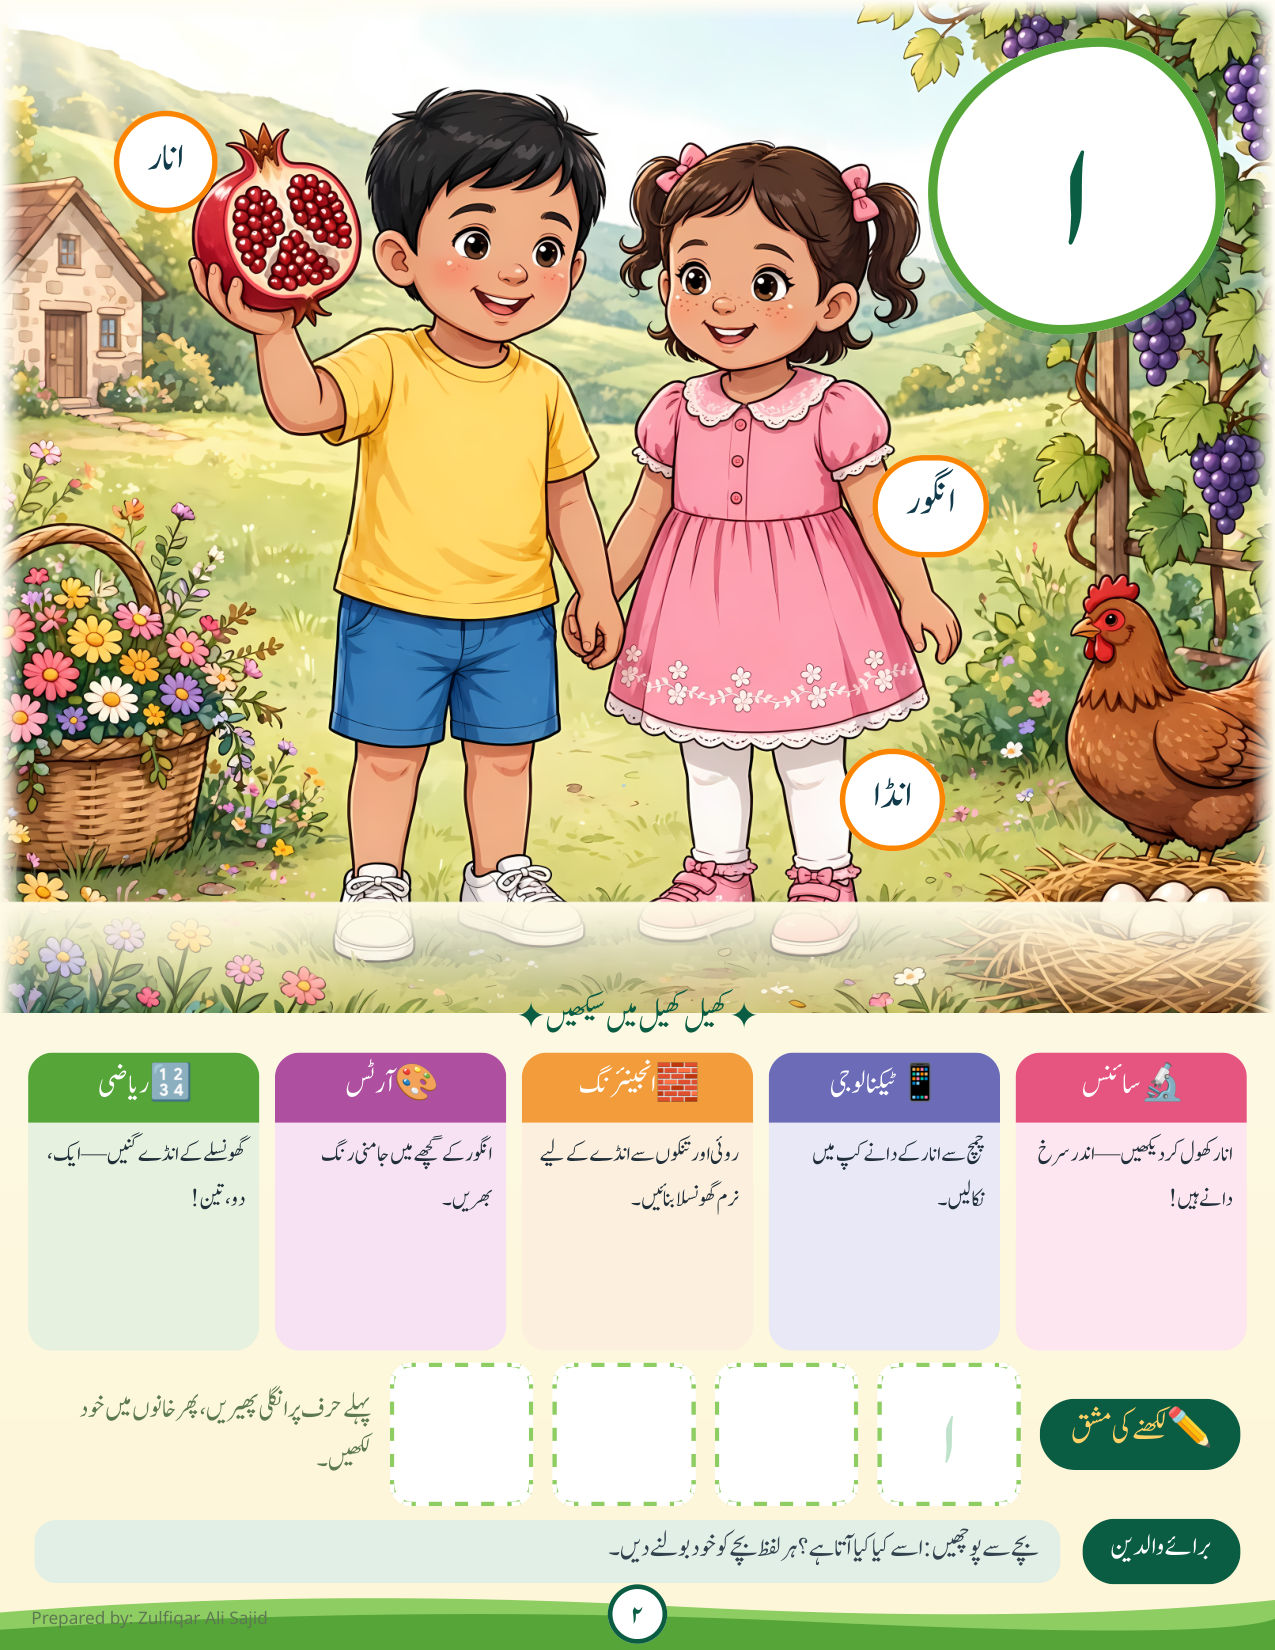 ا
انار
انگور
انڈا
✦ کھیل کھیل میں سیکھیں ✦
🔬 سائنس
انار کھول کر دیکھیں — اندر سرخ
دانے ہیں!
📱 ٹیکنالوجی
چمچ سے انار کے دانے کپ میں
نکالیں۔
🧱 انجینئرنگ
روئی اور تنکوں سے انڈے کے لیے
نرم گھونسلا بنائیں۔
🎨 آرٹس
انگور کے گچھے میں جامنی رنگ
بھریں۔
🔢 ریاضی
گھونسلے کے انڈے گنیں — ایک،
دو، تین!
✏️ لکھنے کی مشق
ا
پہلے حرف پر انگلی پھیریں، پھر خانوں میں خود
لکھیں۔
برائے والدین
بچے سے پوچھیں: اسے کیا کیا آتا ہے؟ ہر لفظ بچے کو خود بولنے دیں۔
Prepared by: Zulfiqar Ali Sajid
۲